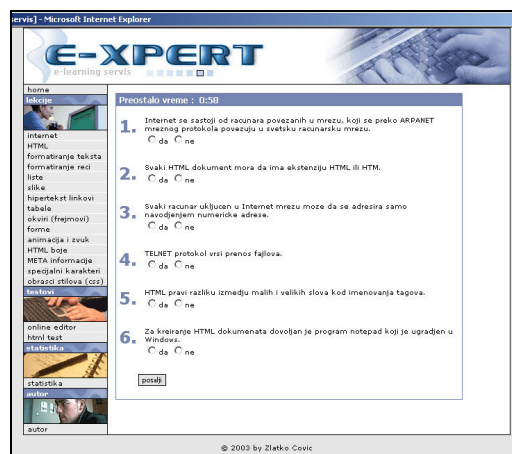 ervis] - Microsoft Internet Explorer
E-XPERT
e-learning servis
home
lekcije
internet
HTML
formatiranje teksta
formatiranje reci
liste
slike
hipertekst linkovi
tabele
okviri (frejmovi)
forme
animacija i zvuk
HTML boje
META informacije
specijalni karakteri
obrasci stilova (css)
testovi
online editor
html test
statistika
statistika
autor
autor
Preostalo vreme : 0:58
1. Internet se sastoji od racunara povezanih u mrezu, koji se preko ARPANET
mreznog protokola povezuju u svetsku racunarsku mrezu.
da ne
2. Svaki HTML dokument mora da ima ekstenziju HTML ili HTM.
da ne
3. Svaki racunar ukljucen u Internet mrezu moze da se adresira samo
navodjenjem numericke adrese.
da ne
4. TELNET protokol vrsi prenos fajlova.
da ne
5. HTML pravi razliku izmedju malih i velikih slova kod imenovanja tagova.
da ne
6. Za kreiranje HTML dokumenata dovoljan je program notepad koji je ugradjen u
Windows.
da ne
posalji
© 2003 by Zlatko Covic